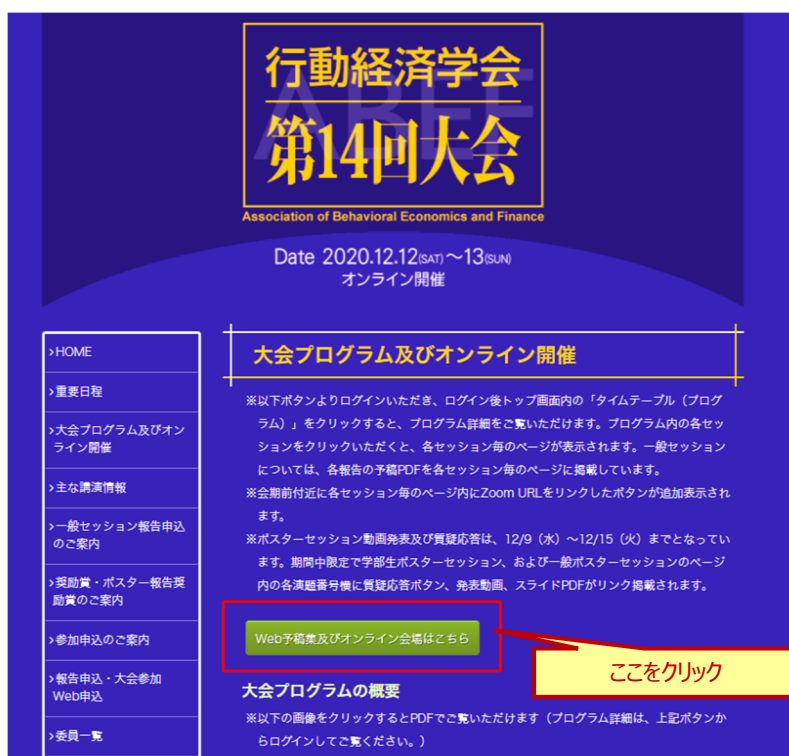 行動経済学会
ABEF
第14回大会
Association of Behavioral Economics and Finance
Date 2020.12.12(SAT)～13(SUN)
オンライン開催
›HOME
›重要日程
›大会プログラム及びオン
ライン開催
›主な講演情報
›一般セッション報告申込
のご案内
›奨励賞・ポスター報告奨
励賞のご案内
›参加申込のご案内
›報告申込・大会参加
Web申込
›委員一覧
大会プログラム及びオンライン開催
※以下ボタンよりログインいただき、ログイン後トップ画面内の「タイムテーブル（プログ
ラム）」をクリックすると、プログラム詳細をご覧いただけます。プログラム内の各セッ
ションをクリックいただくと、各セッション毎のページが表示されます。一般セッション
については、各報告の予稿PDFを各セッション毎のページに掲載しています。
※会期前付近に各セッション毎のページ内にZoom URLをリンクしたボタンが追加表示され
ます。
※ポスターセッション動画発表及び質疑応答は、12/9（水）～12/15（火）までとなってい
ます。期間中限定で学部生ポスターセッション、および一般ポスターセッションのページ
内の各演題番号横に質疑応答ボタン、発表動画、スライドPDFがリンク掲載されます。
Web予稿集及びオンライン会場はこちら
ここをクリック
大会プログラムの概要
※以下の画像をクリックするとPDFでご覧いただけます（プログラム詳細は、上記ボタンか
らログインしてご覧ください。）